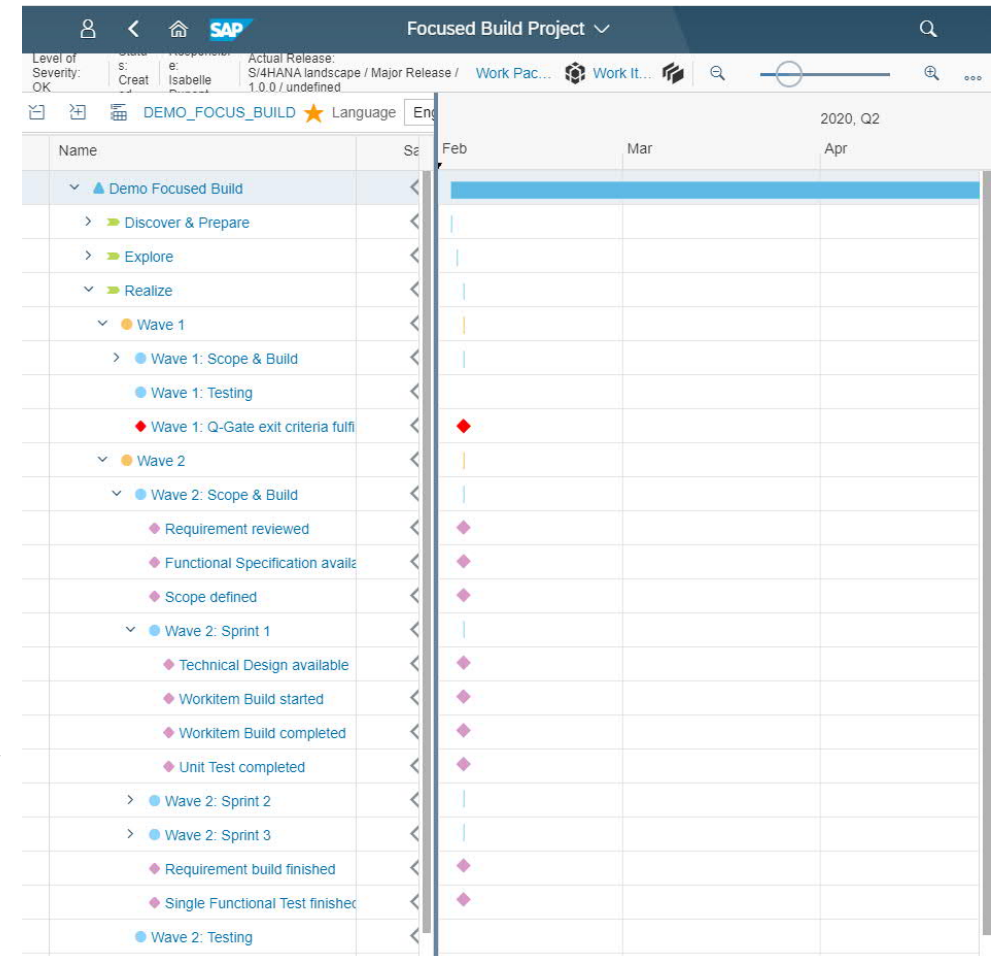 SAP
Focused Build Project
Level of
Severity:
OK
s:
Creat
e:
Isabelle
Actual Release:
S/4HANA landscape / Major Release /
1.0.0 / undefined
Work Pac...
Work It...
DEMO_FOCUS_BUILD
Language
Eng
2020, Q2
Name
Sa
Feb
Mar
Apr
Demo Focused Build
Discover & Prepare
Explore
Realize
Wave 1
Wave 1: Scope & Build
Wave 1: Testing
Wave 1: Q-Gate exit criteria fulfi
Wave 2
Wave 2: Scope & Build
Requirement reviewed
Functional Specification availa
Scope defined
Wave 2: Sprint 1
Technical Design available
Workitem Build started
Workitem Build completed
Unit Test completed
Wave 2: Sprint 2
Wave 2: Sprint 3
Requirement build finished
Single Functional Test finished
Wave 2: Testing